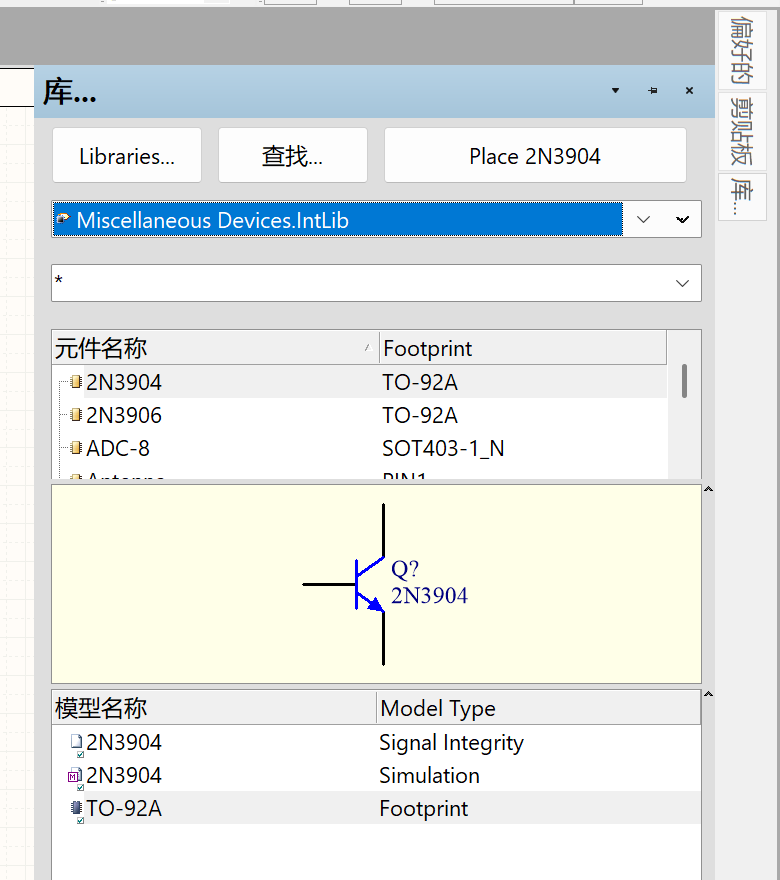 库...
Libraries...
查找...
Place 2N3904
Miscellaneous Devices.IntLib
*
元件名称 Footprint
2N3904 TO-92A
2N3906 TO-92A
ADC-8 SOT403-1_N
Antenna PIN1
Q?
2N3904
模型名称 Model Type
2N3904 Signal Integrity
2N3904 Simulation
TO-92A Footprint
偏好的
剪贴板
库...